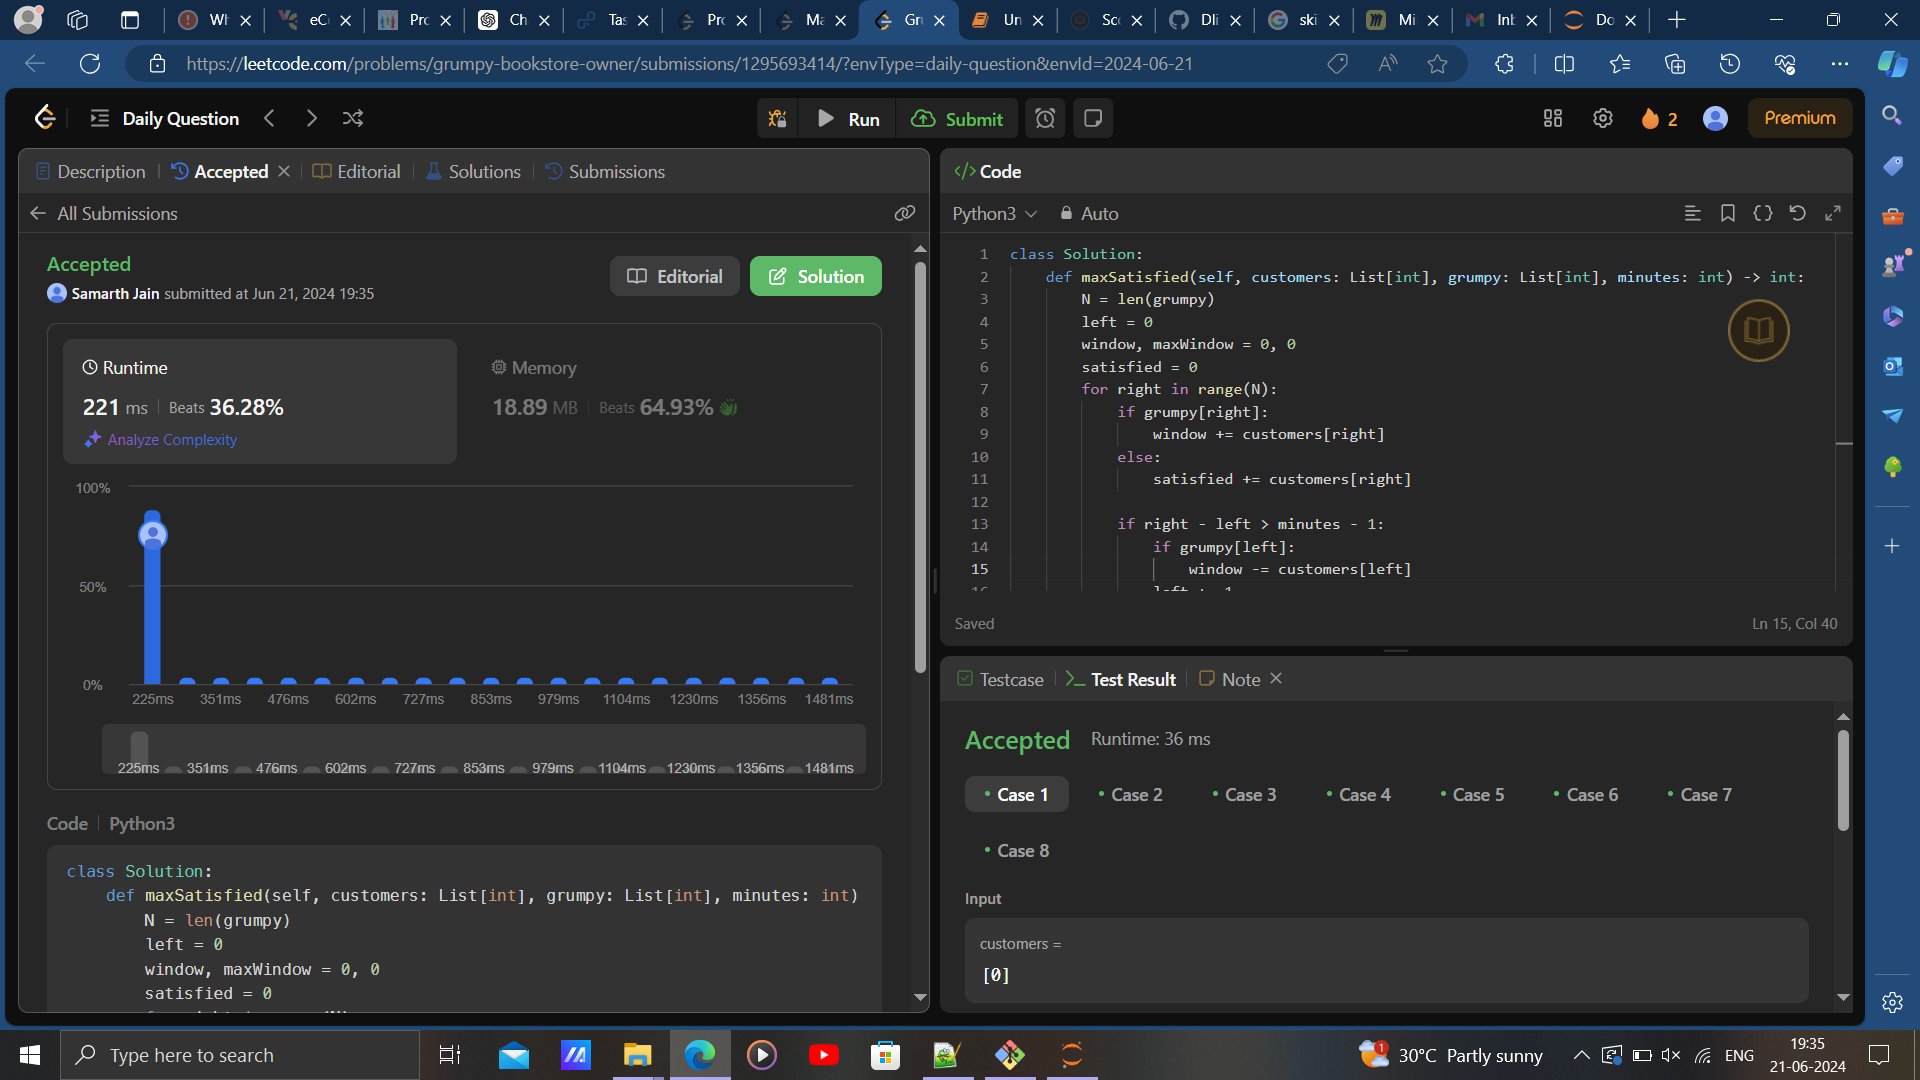 Wh
eC
Pro
Ch
Tas
Pro
Ma
Gru
Un
Sco
Dli
ski
Mi
Inb
Do
https://leetcode.com/problems/grumpy-bookstore-owner/submissions/1295693414/?envType=daily-question&envId=2024-06-21
Daily Question
Run
Submit
2
Premium
Description
Accepted
Editorial
Solutions
Submissions
All Submissions
Accepted
Samarth Jain submitted at Jun 21, 2024 19:35
Editorial
Solution
Runtime
221 ms
Beats 36.28%
Analyze Complexity
Memory
18.89 MB
Beats 64.93%
100%
50%
0%
225ms 351ms 476ms 602ms 727ms 853ms 979ms 1104ms 1230ms 1356ms 1481ms
225ms 351ms 476ms 602ms 727ms 853ms 979ms 1104ms 1230ms 1356ms 1481ms
Code | Python3
class Solution:
def maxSatisfied(self, customers: List[int], grumpy: List[int], minutes: int)
N = len(grumpy)
left = 0
window, maxWindow = 0, 0
satisfied = 0
</> Code
Python3
Auto
1 class Solution:
2 def maxSatisfied(self, customers: List[int], grumpy: List[int], minutes: int) -> int:
3 N = len(grumpy)
4 left = 0
5 window, maxWindow = 0, 0
6 satisfied = 0
7 for right in range(N):
8 if grumpy[right]:
9 window += customers[right]
10 else:
11 satisfied += customers[right]
12
13 if right - left > minutes - 1:
14 if grumpy[left]:
15 window -= customers[left]
Saved
Ln 15, Col 40
Testcase
Test Result
Note
Accepted
Runtime: 36 ms
• Case 1
• Case 2
• Case 3
• Case 4
• Case 5
• Case 6
• Case 7
• Case 8
Input
customers =
[0]
Type here to search
1
30°C Partly sunny
ENG
19:35
21-06-2024